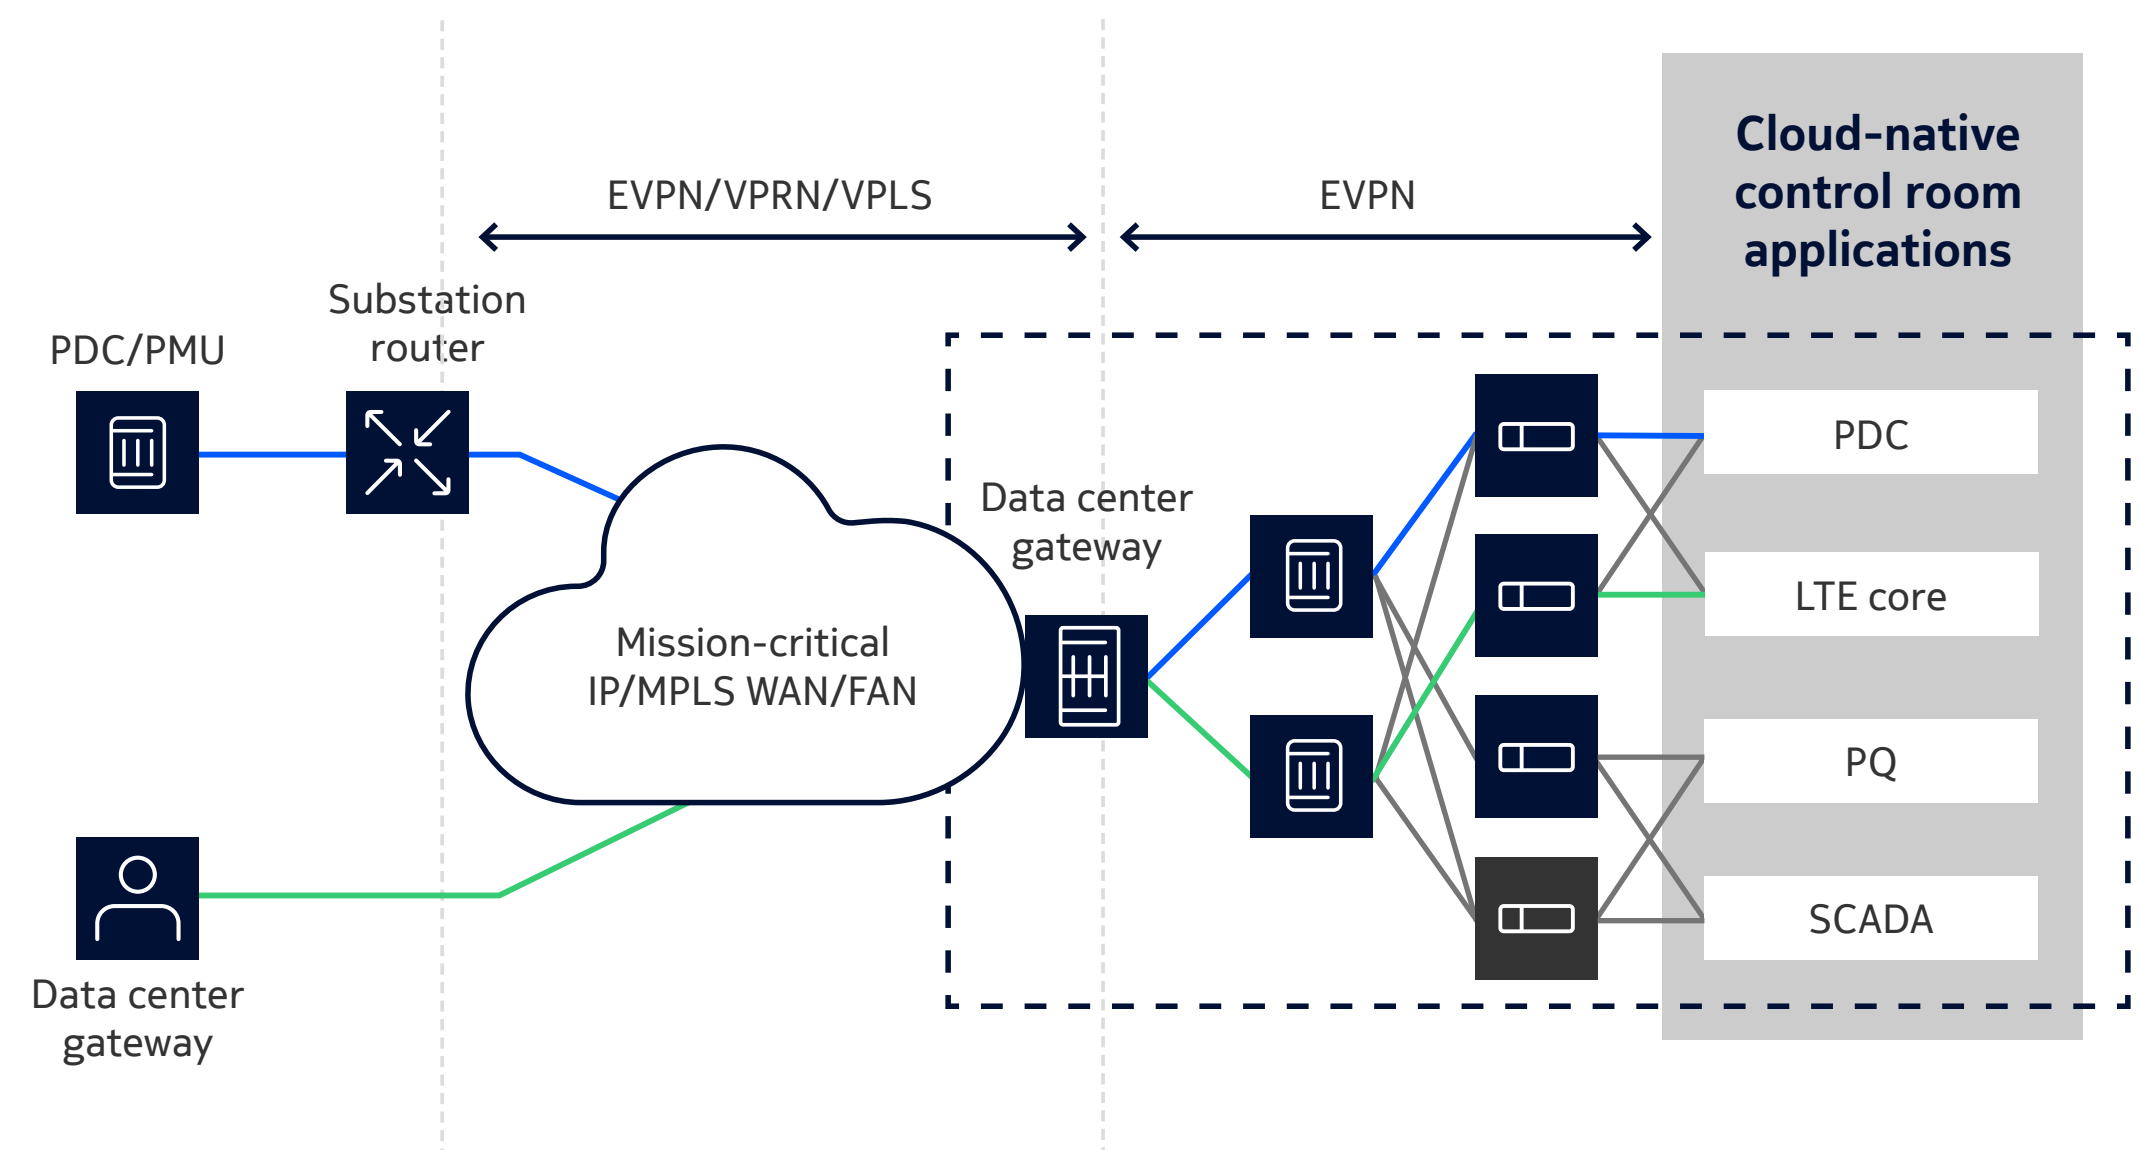 Cloud-native
control room
applications
EVPN/VPRN/VPLS
EVPN
Substation
router
PDC/PMU
Data center
gateway
Mission-critical
IP/MPLS WAN/FAN
PDC
LTE core
PQ
SCADA
Data center
gateway